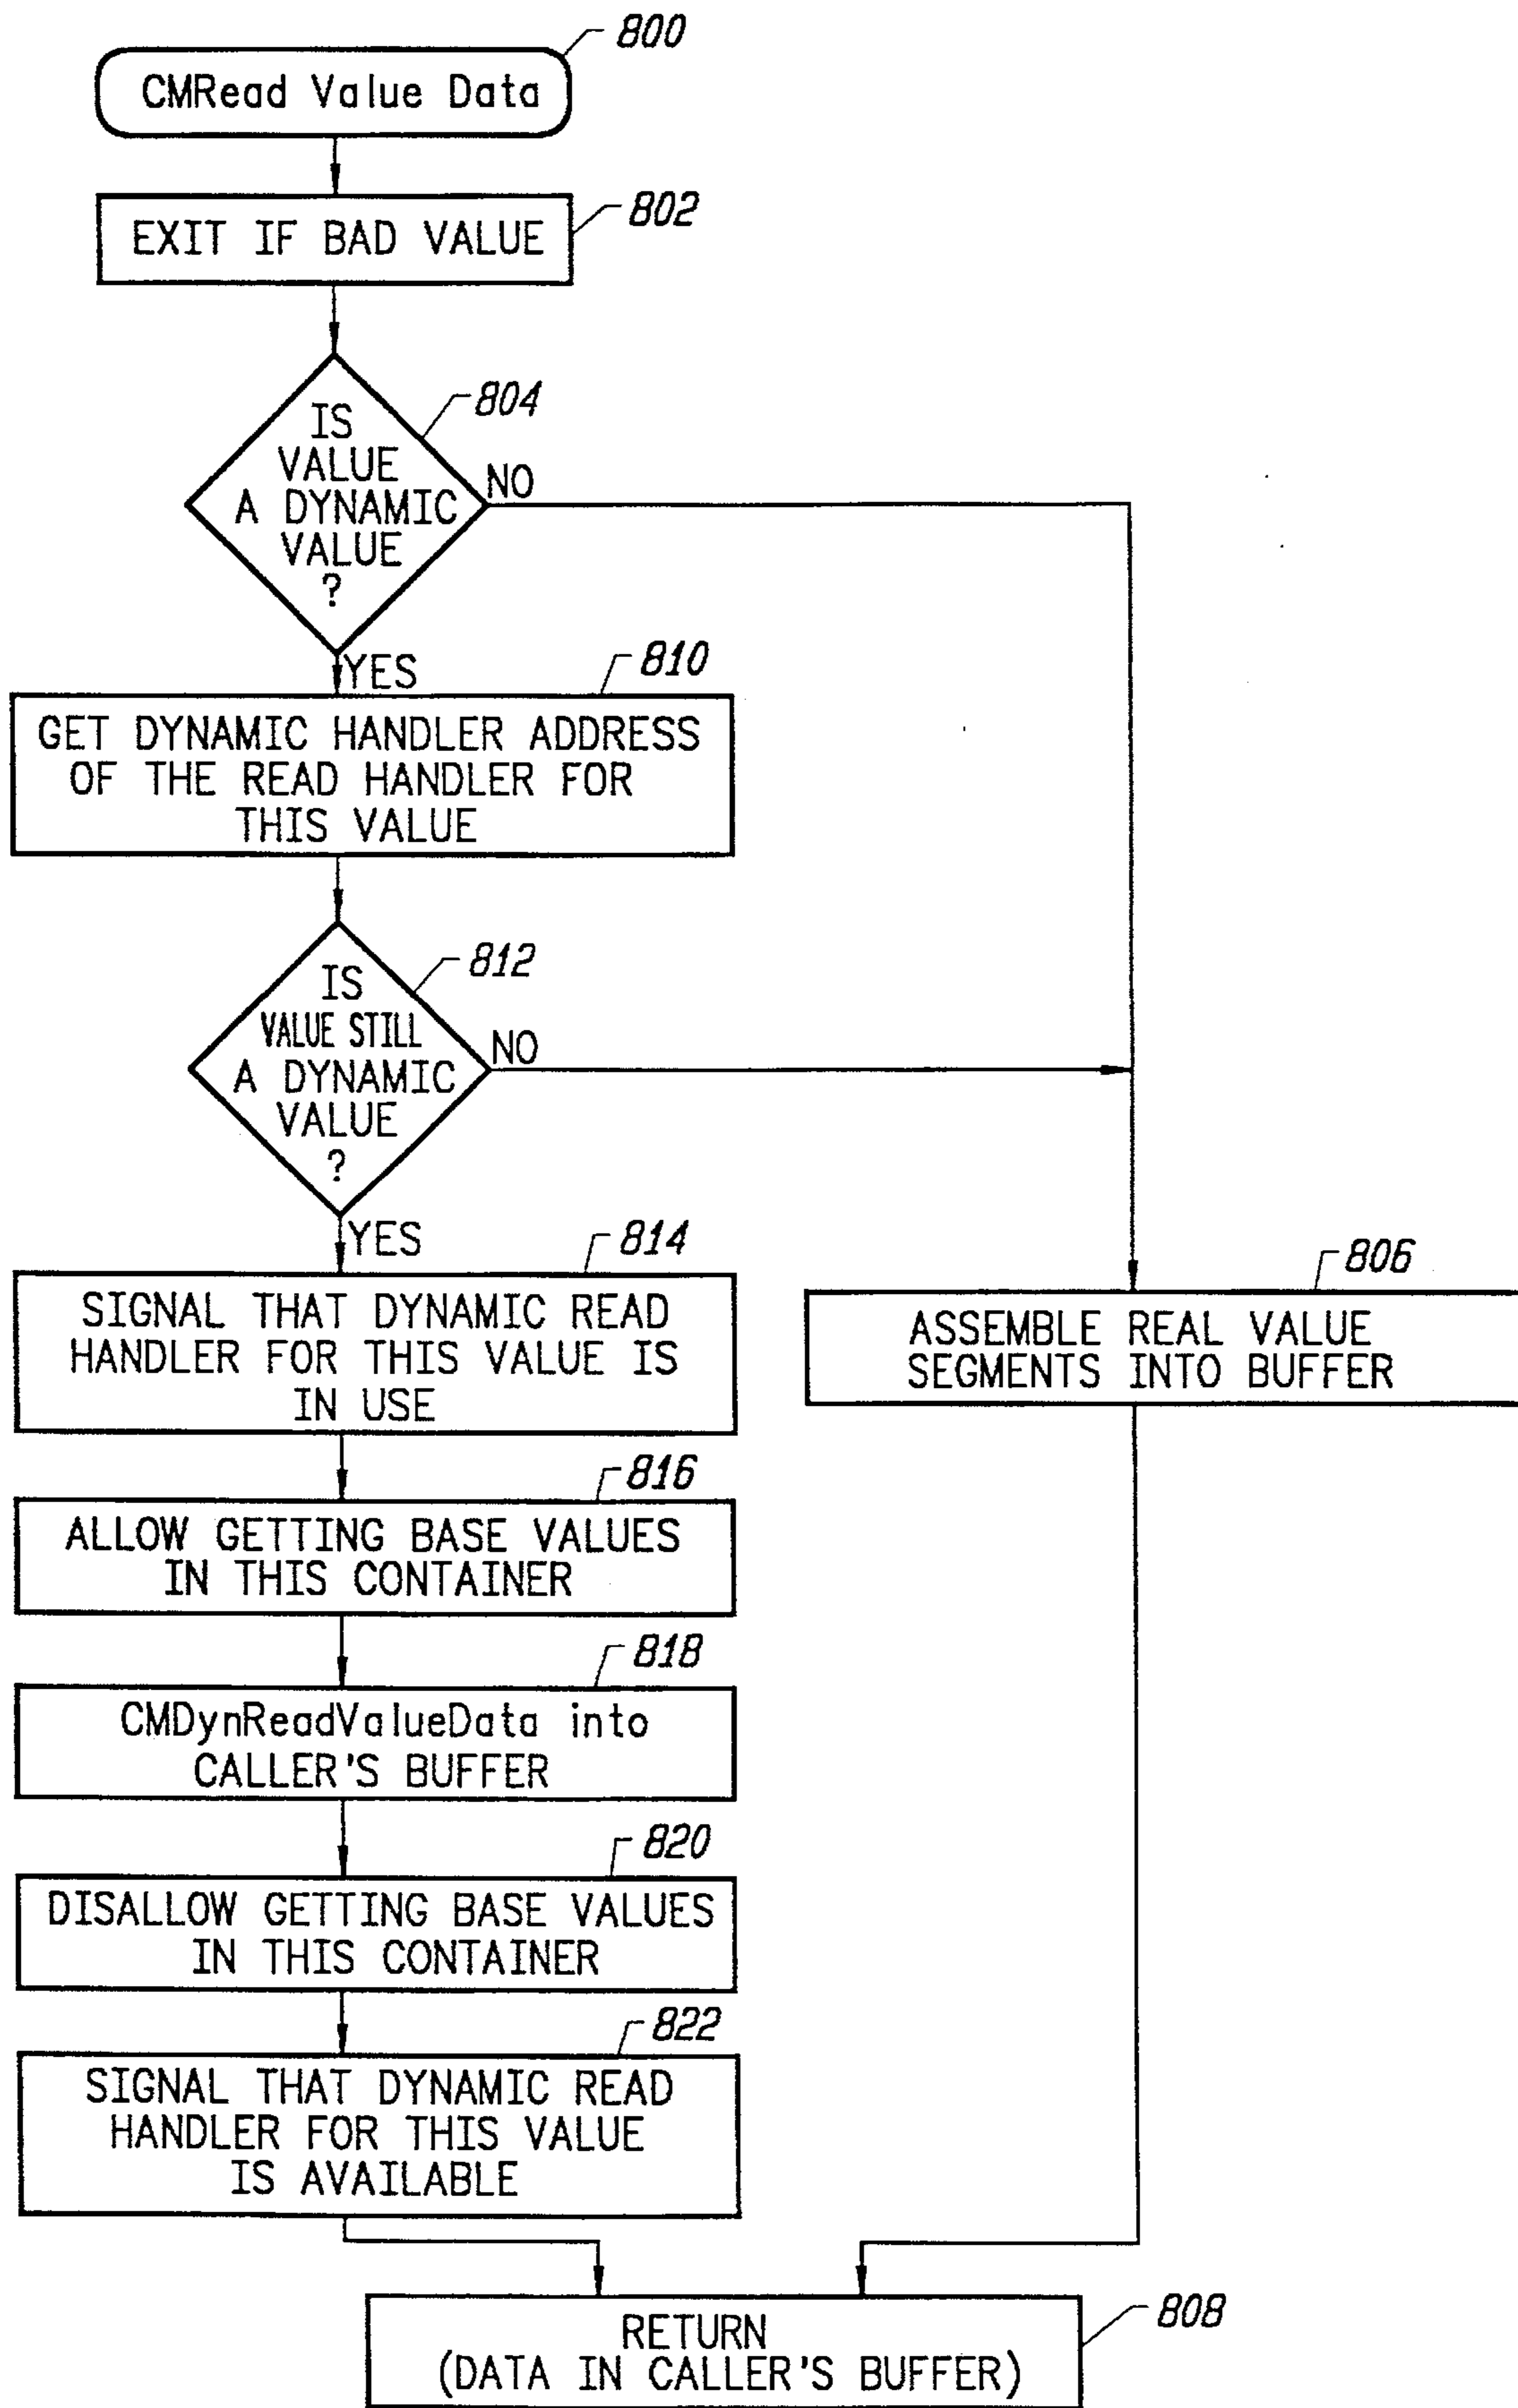 800
CMRead Value Data
802
EXIT IF BAD VALUE
804
IS
VALUE
A DYNAMIC
VALUE
?
NO
YES
810
GET DYNAMIC HANDLER ADDRESS
OF THE READ HANDLER FOR
THIS VALUE
812
IS
VALUE STILL
A DYNAMIC
VALUE
?
NO
YES
814
SIGNAL THAT DYNAMIC READ
HANDLER FOR THIS VALUE IS
IN USE
806
ASSEMBLE REAL VALUE
SEGMENTS INTO BUFFER
816
ALLOW GETTING BASE VALUES
IN THIS CONTAINER
818
CMDynReadValueData into
CALLER'S BUFFER
820
DISALLOW GETTING BASE VALUES
IN THIS CONTAINER
822
SIGNAL THAT DYNAMIC READ
HANDLER FOR THIS VALUE
IS AVAILABLE
808
RETURN
(DATA IN CALLER'S BUFFER)